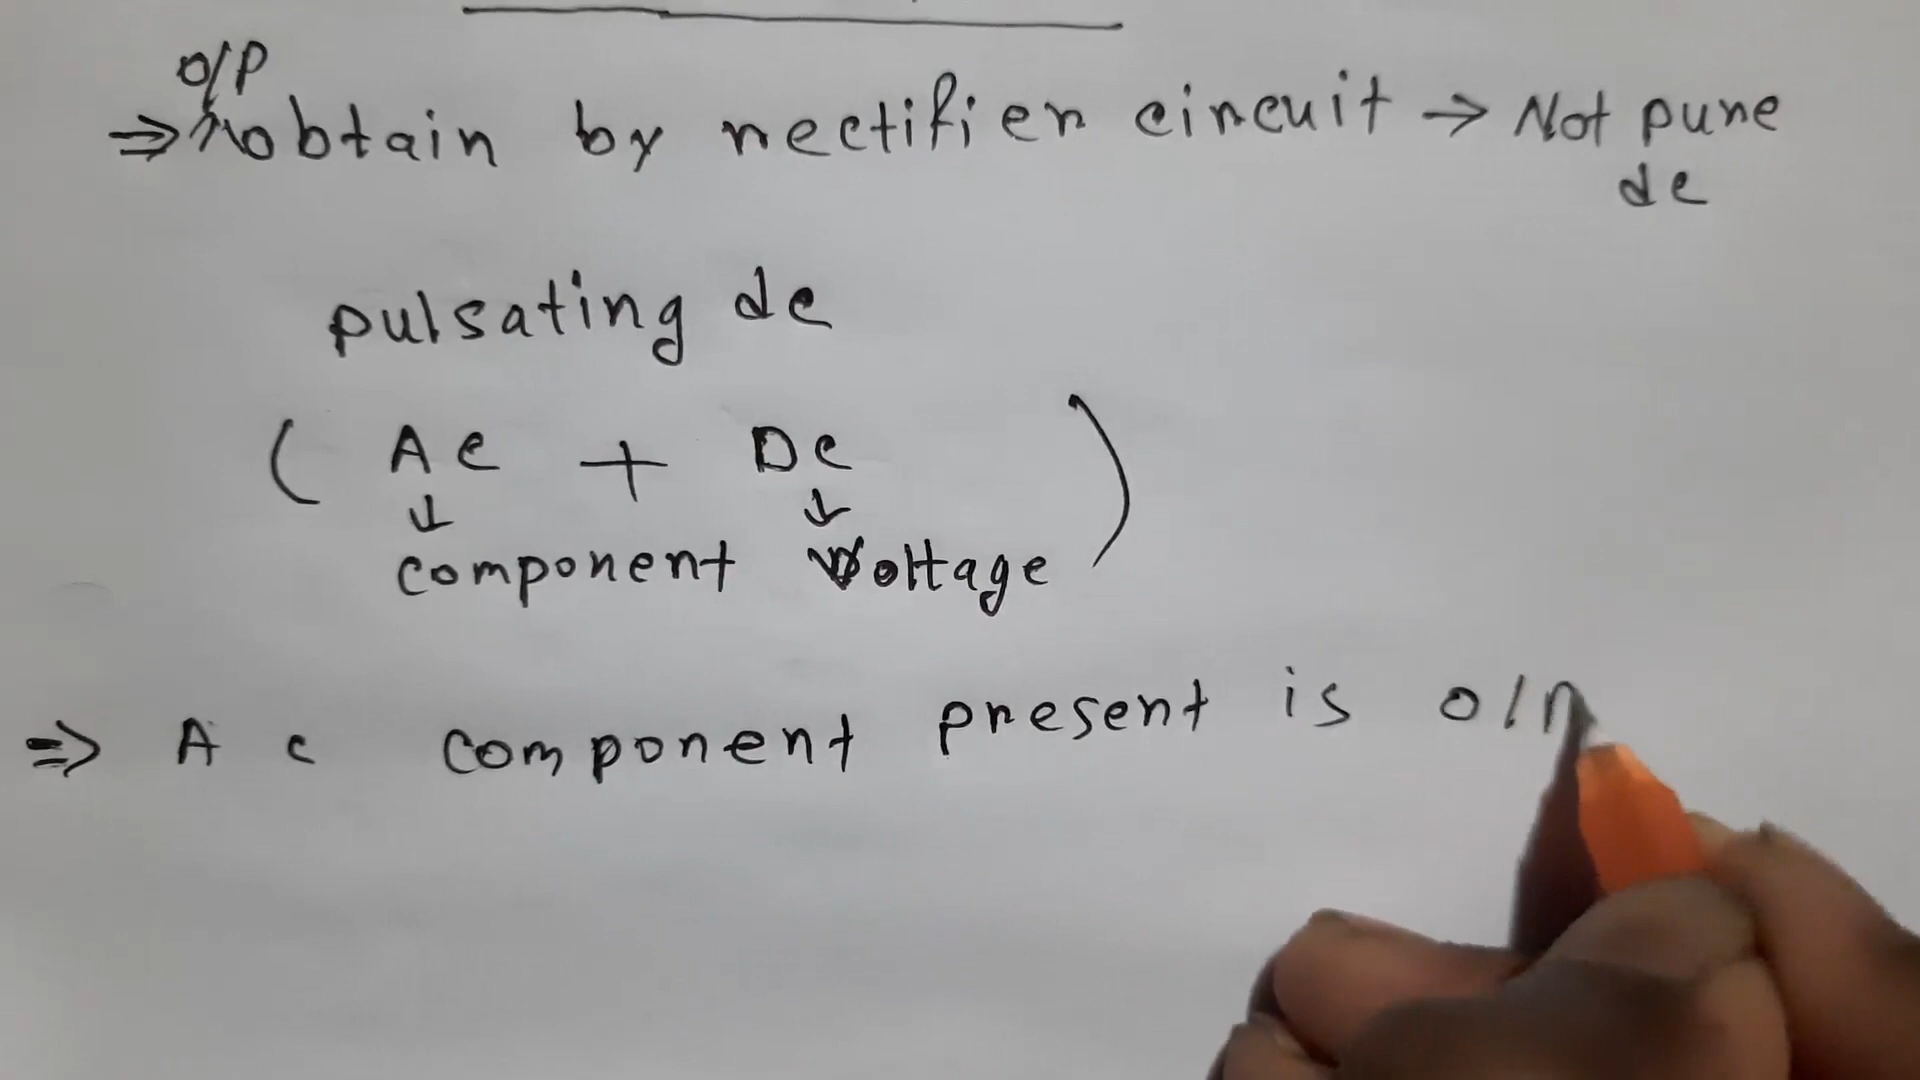 O/P
⇒ obtain by rectifier circuit → Not pure
dc
pulsating dc
( Ac + Dc )
↓ ↓
component Voltage
⇒ Ac component present is o/p